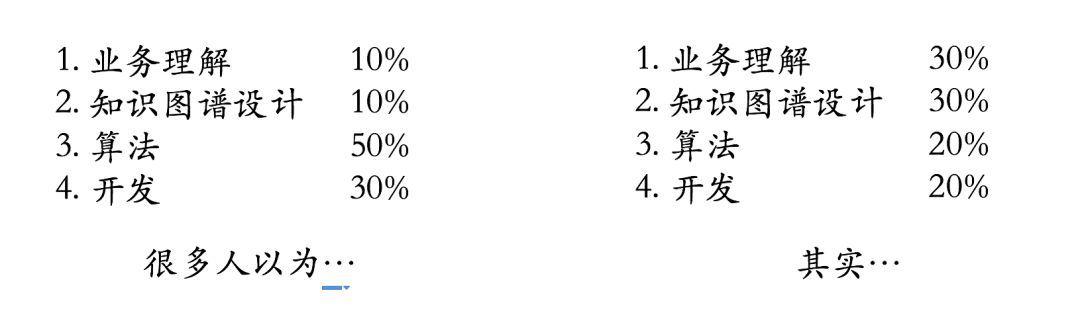 1. 业务理解 10%
2. 知识图谱设计 10%
3. 算法 50%
4. 开发 30%
很多人以为…
1. 业务理解 30%
2. 知识图谱设计 30%
3. 算法 20%
4. 开发 20%
其实…